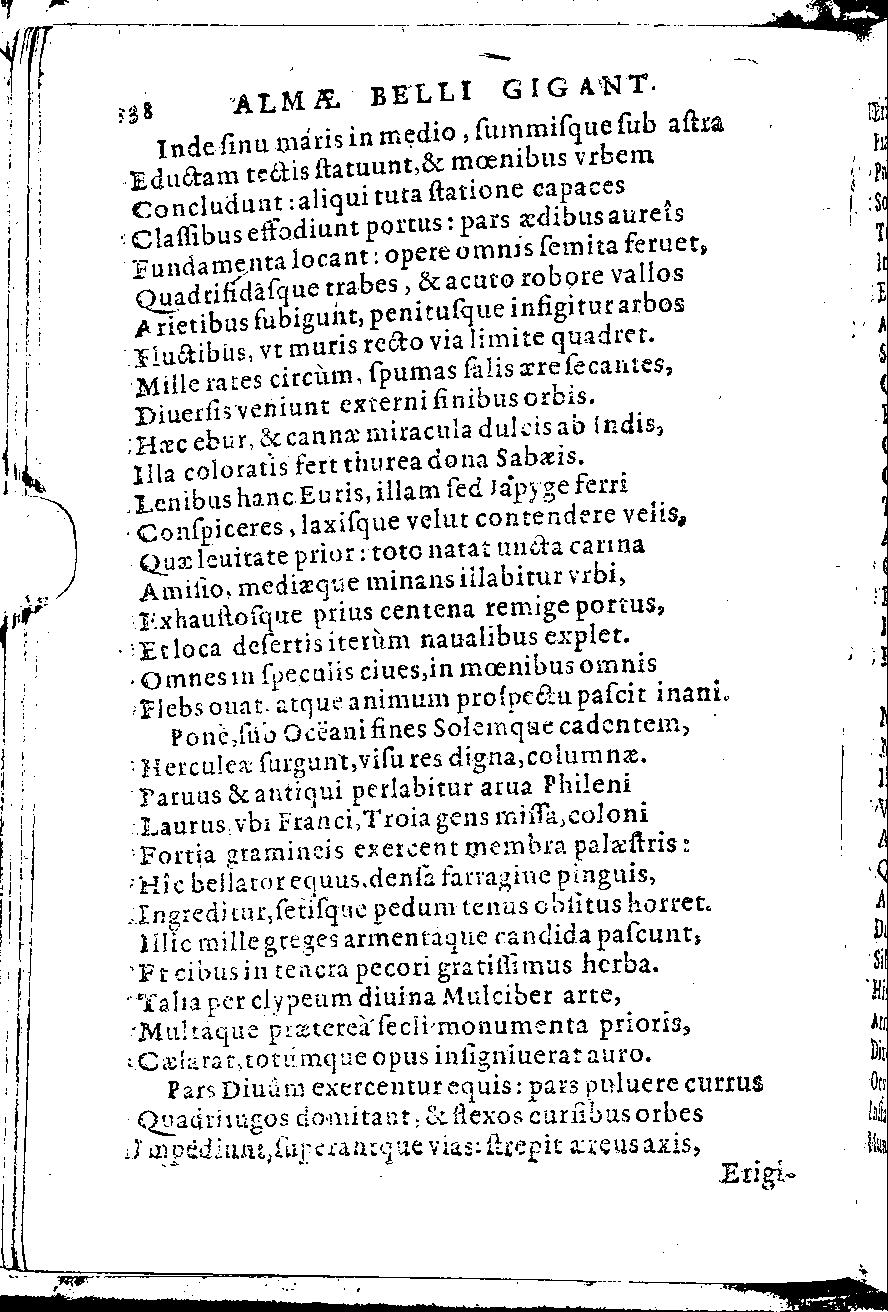 338 ALMÆ BELLI GIGANT.
Inde ſinu maris in medio, ſummiſque ſub aſtra
Eductam tectis ſtatuunt, & mœnibus vrbem
Concludunt: aliqui tuta ſtatione capaces
Claſſibus effodiunt portus: pars ædibus aureîs
Fundamenta locant: opere omnis ſemita feruet,
Quadrifidáſque trabes, & acuto robore vallos
Arietibus ſubigunt, penituſque infigitur arbos
Fluctibus, vt muris recto via limite quadret.
Mille rates circùm, ſpumas ſalis ære ſecantes,
Diuerſis veniunt externi finibus orbis.
Hæc ebur, & cannæ miracula dulcis ab Indis,
Illa coloratis fert thurea dona Sabæis.
Lenibus hanc Euris, illam ſed Iapyge ferri
Conſpiceres, laxiſque velut contendere velis,
Quæ leuitate prior: toto natat uncta carina
Amiſio, mediæque minans illabitur vrbi,
Exhauſtoſque prius centena remige portus,
Et loca deſertis iterùm naualibus explet.
Omnes in ſpeculis ciues, in mœnibus omnis
Plebs ouat, atque animum proſpectu paſcit inani.
Ponè, ſub Oceani fines Solemque cadentem,
Herculeæ ſurgunt, viſu res digna, columnæ.
Paruus & antiqui perlabitur arua Phileni
Laurus, vbi Franci, Troia gens miſſa, coloni
Fortia gramineis exercent membra palæſtris:
Hîc bellator equus, denſa farragine pinguis,
Ingreditur, ſetiſque pedum tenus obſitus horret.
Illic mille greges armentaque candida paſcunt,
Et cibus in tenera pecori gratiſſimus herba.
Talia per clypeum diuina Mulciber arte,
Multaque prætereà ſecli monumenta prioris,
Cælarat, totúmque opus inſigniuerat auro.
Pars Diuûm exercentur equis: pars puluere currus
Quadriiugos domitant, & flexos curſibus orbes
Impediunt, ſuperantque vias: ſtrepit æreus axis,
Erigi-